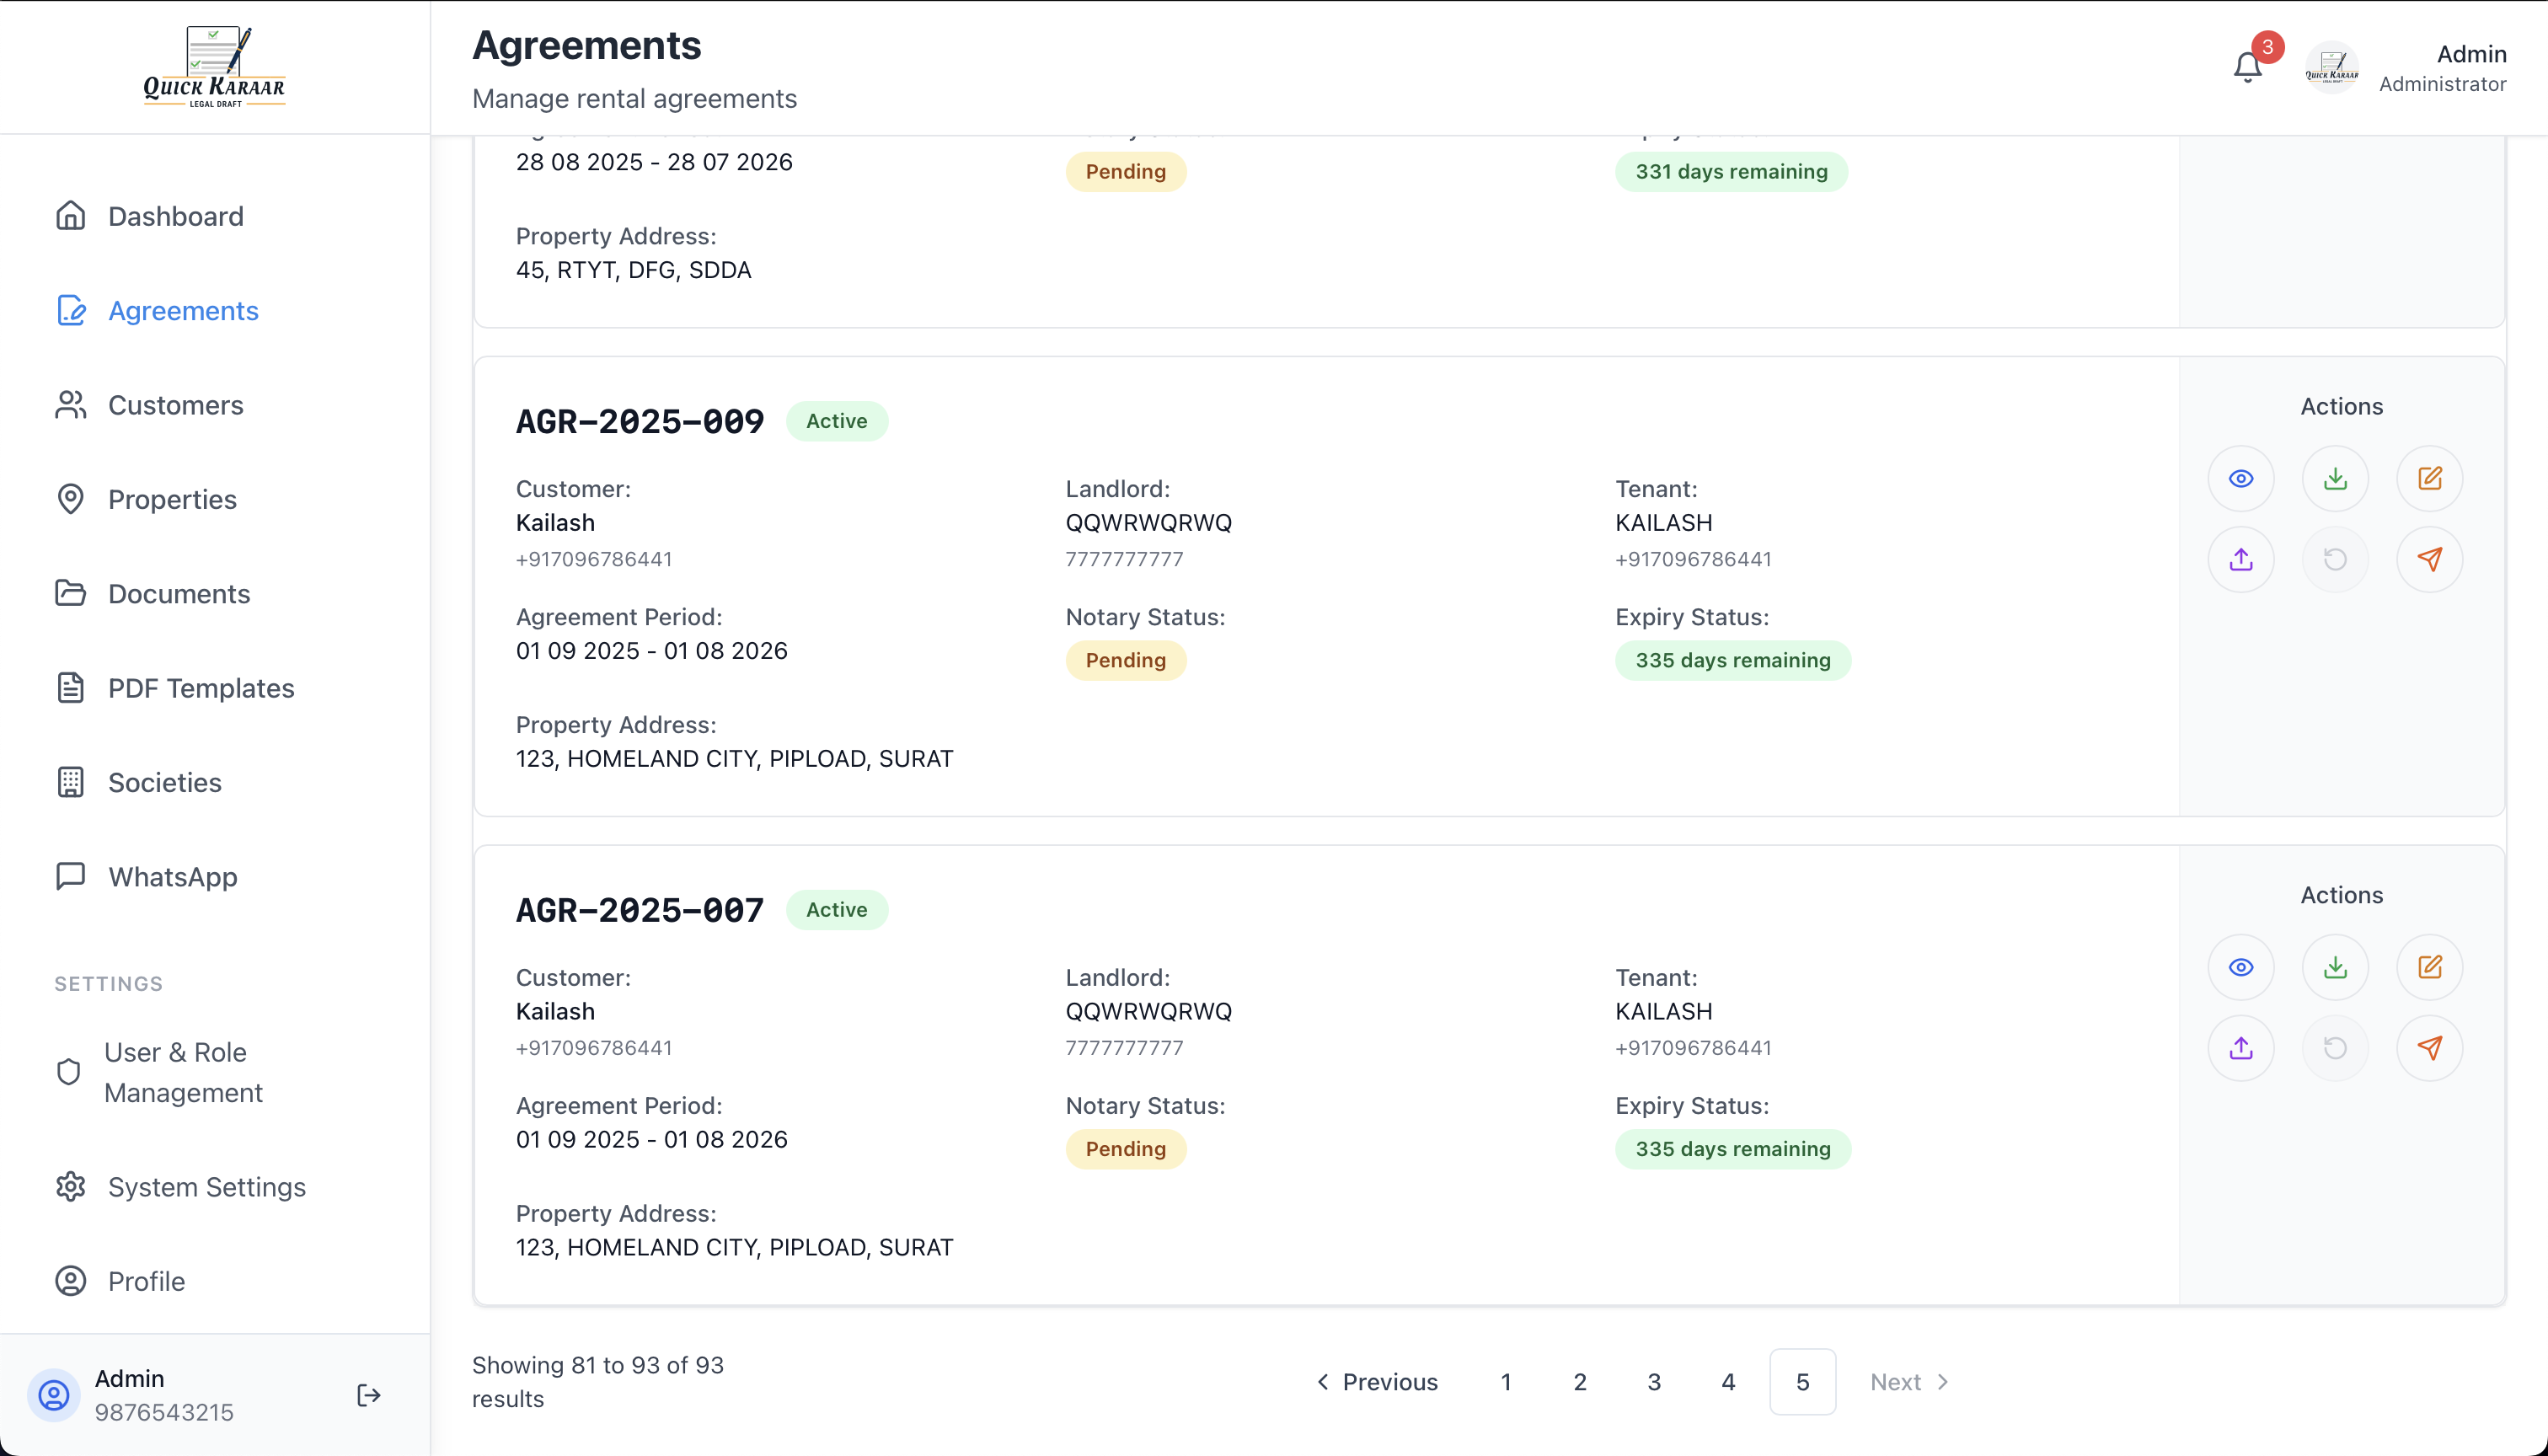 QUICK KARAAR
LEGAL DRAFT
Dashboard
Agreements
Customers
Properties
Documents
PDF Templates
Societies
WhatsApp
SETTINGS
User & Role
Management
System Settings
Profile
Admin
9876543215
Agreements
Manage rental agreements
3
QUICK KARAAR
Admin
Administrator
28 08 2025 - 28 07 2026
Pending
331 days remaining
Property Address:
45, RTYT, DFG, SDDA
AGR-2025-009 Active
Actions
Customer: Landlord: Tenant:
Kailash QQWRWQRWQ KAILASH
+917096786441 7777777777 +917096786441
Agreement Period: Notary Status: Expiry Status:
01 09 2025 - 01 08 2026 Pending 335 days remaining
Property Address:
123, HOMELAND CITY, PIPLOAD, SURAT
AGR-2025-007 Active
Actions
Customer: Landlord: Tenant:
Kailash QQWRWQRWQ KAILASH
+917096786441 7777777777 +917096786441
Agreement Period: Notary Status: Expiry Status:
01 09 2025 - 01 08 2026 Pending 335 days remaining
Property Address:
123, HOMELAND CITY, PIPLOAD, SURAT
Showing 81 to 93 of 93
results
Previous 1 2 3 4 5 Next